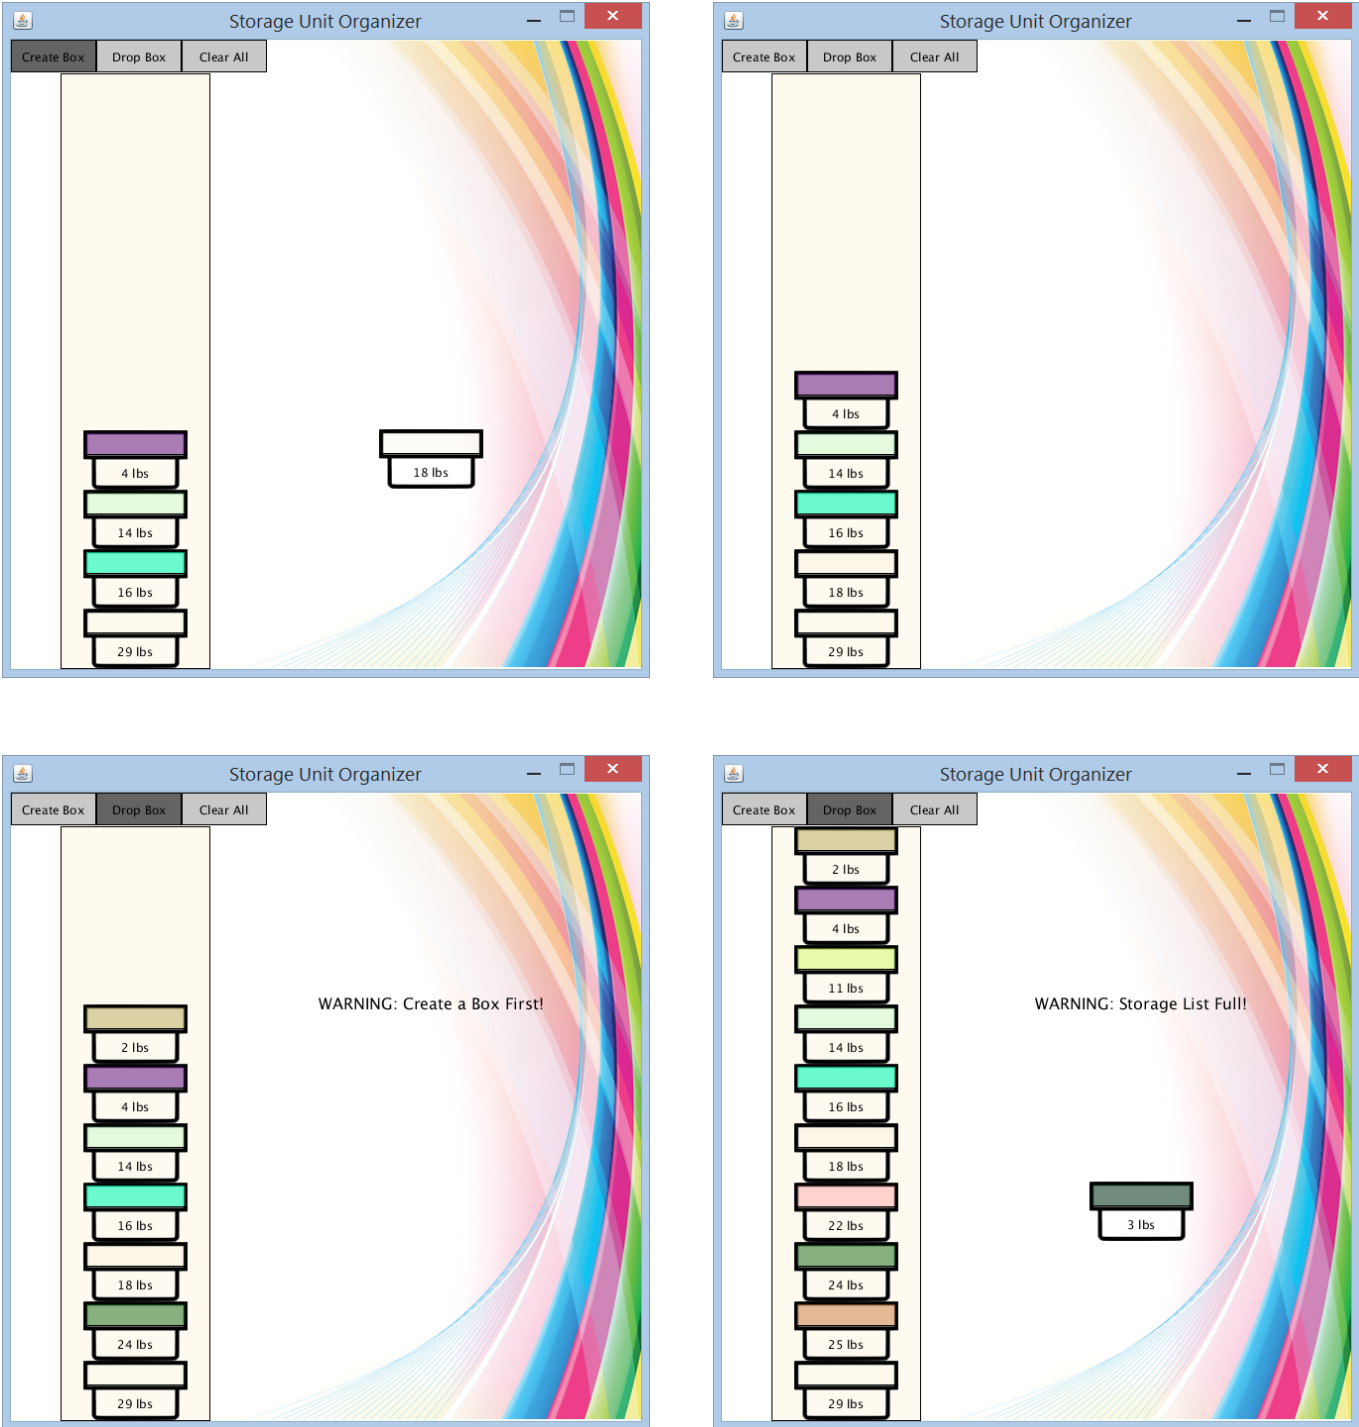 Storage Unit Organizer
Create Box Drop Box Clear All
4 lbs
18 lbs
14 lbs
16 lbs
29 lbs
Storage Unit Organizer
Create Box Drop Box Clear All
4 lbs
14 lbs
16 lbs
18 lbs
29 lbs
Storage Unit Organizer
Create Box Drop Box Clear All
WARNING: Create a Box First!
2 lbs
4 lbs
14 lbs
16 lbs
18 lbs
24 lbs
29 lbs
Storage Unit Organizer
Create Box Drop Box Clear All
2 lbs
4 lbs
11 lbs
WARNING: Storage List Full!
14 lbs
16 lbs
18 lbs
22 lbs
3 lbs
24 lbs
25 lbs
29 lbs